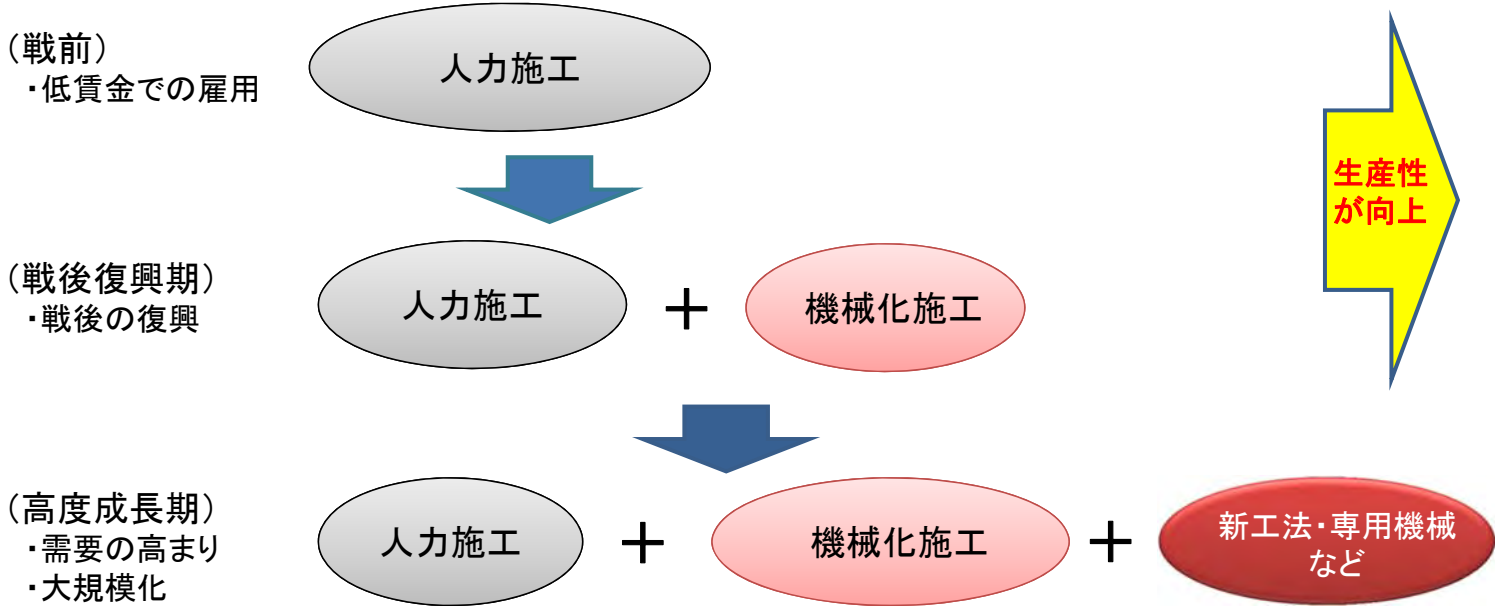 （戦前）
・低賃金での雇用
人力施工
生産性
が向上
（戦後復興期）
・戦後の復興
人力施工
＋
機械化施工
（高度成長期）
・需要の高まり
・大規模化
人力施工
＋
機械化施工
＋
新工法・専用機械
など